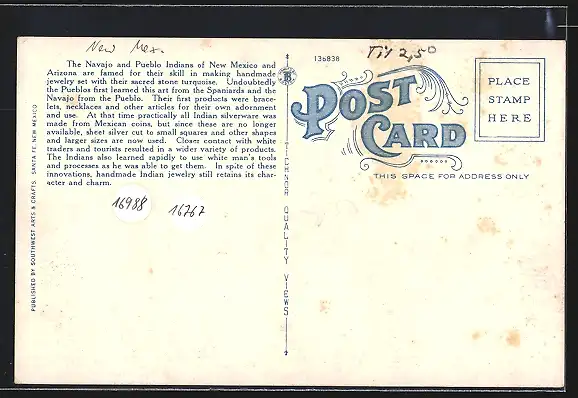 New Mex.
The Navajo and Pueblo Indians of New Mexico and
Arizona are famed for their skill in making handmade
jewelry set with their sacred stone turquoise. Undoubtedly
the Pueblos first learned this art from the Spaniards and the
Navajo from the Pueblo. Their first products were brace-
lets, necklaces and other articles for their own adornment
and use. At that time practically all Indian silverware was
made from Mexican coins, but since these are no longer
available, sheet silver cut to small squares and other shapes
and larger sizes are now used. Closer contact with white
traders and tourists resulted in a wider variety of products.
The Indians also learned rapidly to use white man's tools
and processes as he was able to get them. In spite of these
innovations, handmade Indian jewelry still retains its char-
acter and charm.
16988
16767
PUBLISHED BY SOUTHWEST ARTS & CRAFTS, SANTA FE, NEW MEXICO
TICHNOR QUALITY VIEWS
136838
2,50
POST
CARD
THIS SPACE FOR ADDRESS ONLY
PLACE
STAMP
HERE